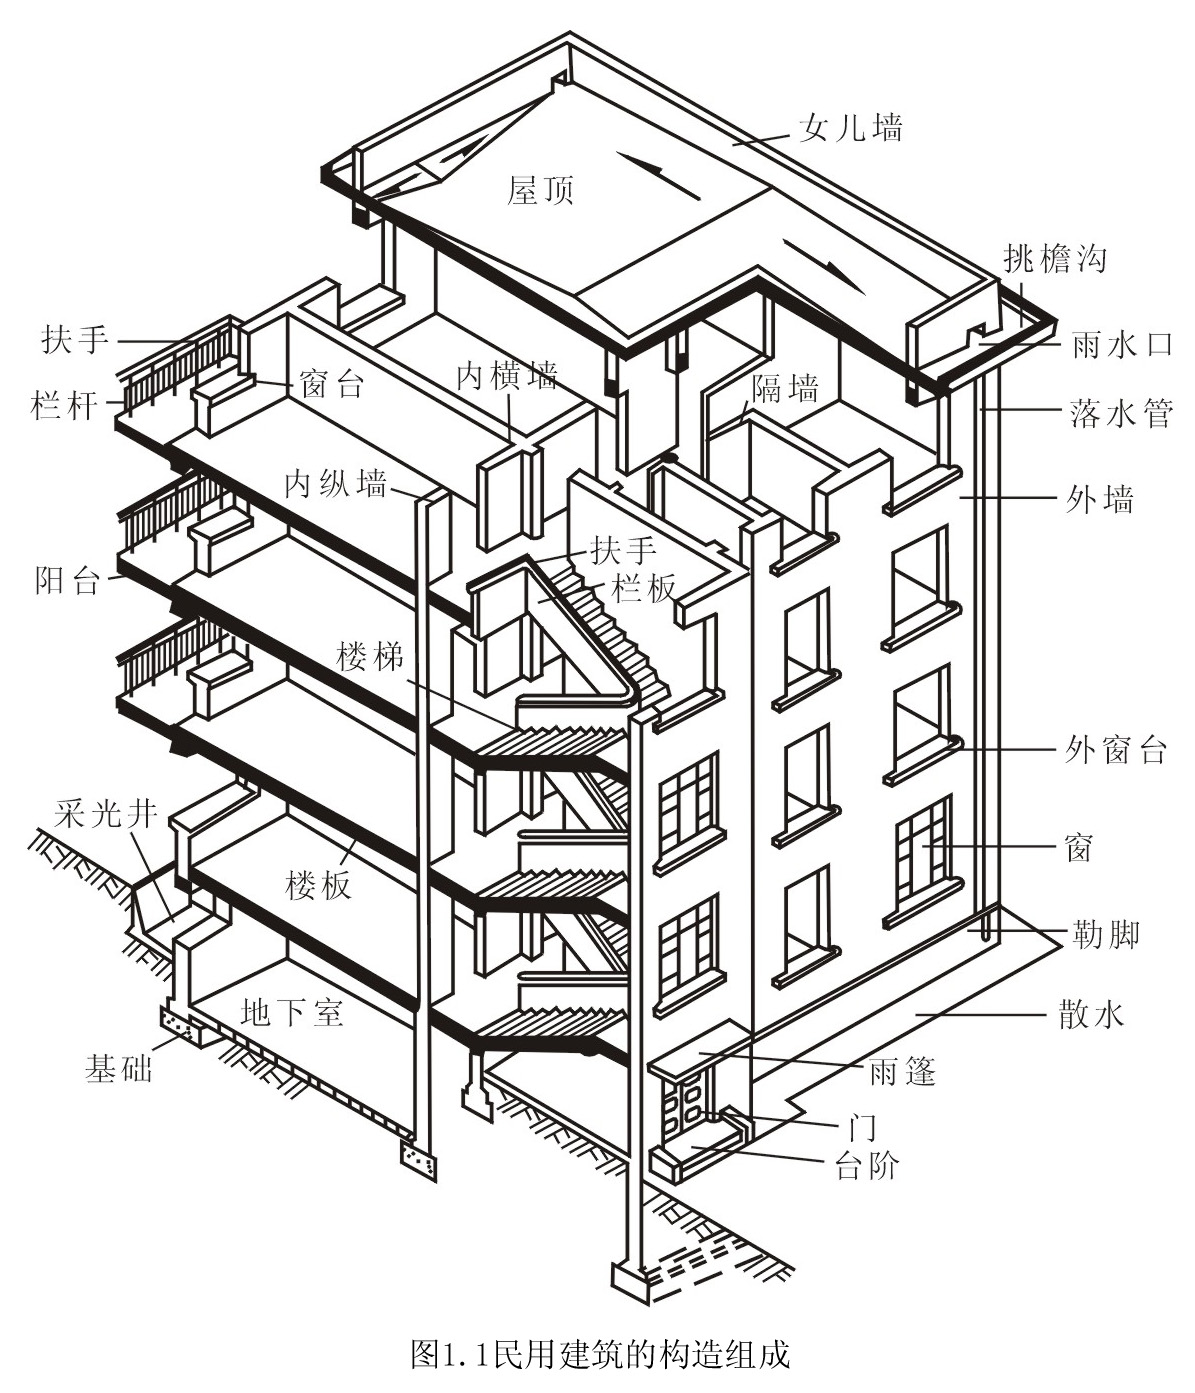 女儿墙
屋顶
挑檐沟
扶手
雨水口
窗台
内横墙
隔墙
栏杆
落水管
内纵墙
外墙
扶手
阳台
栏板
楼梯
外窗台
采光井
窗
楼板
勒脚
地下室
散水
基础
雨篷
门
台阶
图1.1民用建筑的构造组成